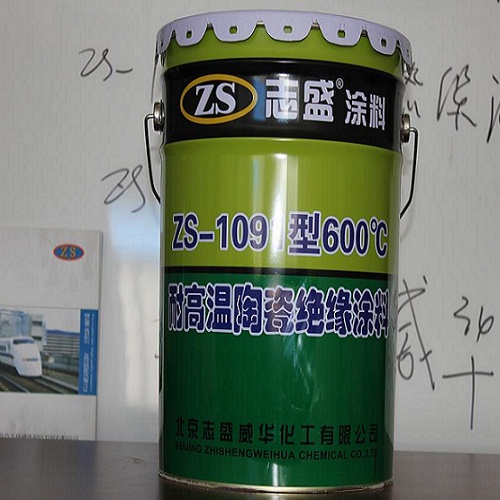 ZS-
ZS 志盛® 涂料
ZS-
ZS-1091型600℃
耐高温陶瓷绝缘涂料
ZS
北京志盛威华化工有限公司
BEIJING ZHISHENGWEIHUA CHEMICAL CO.,LTD